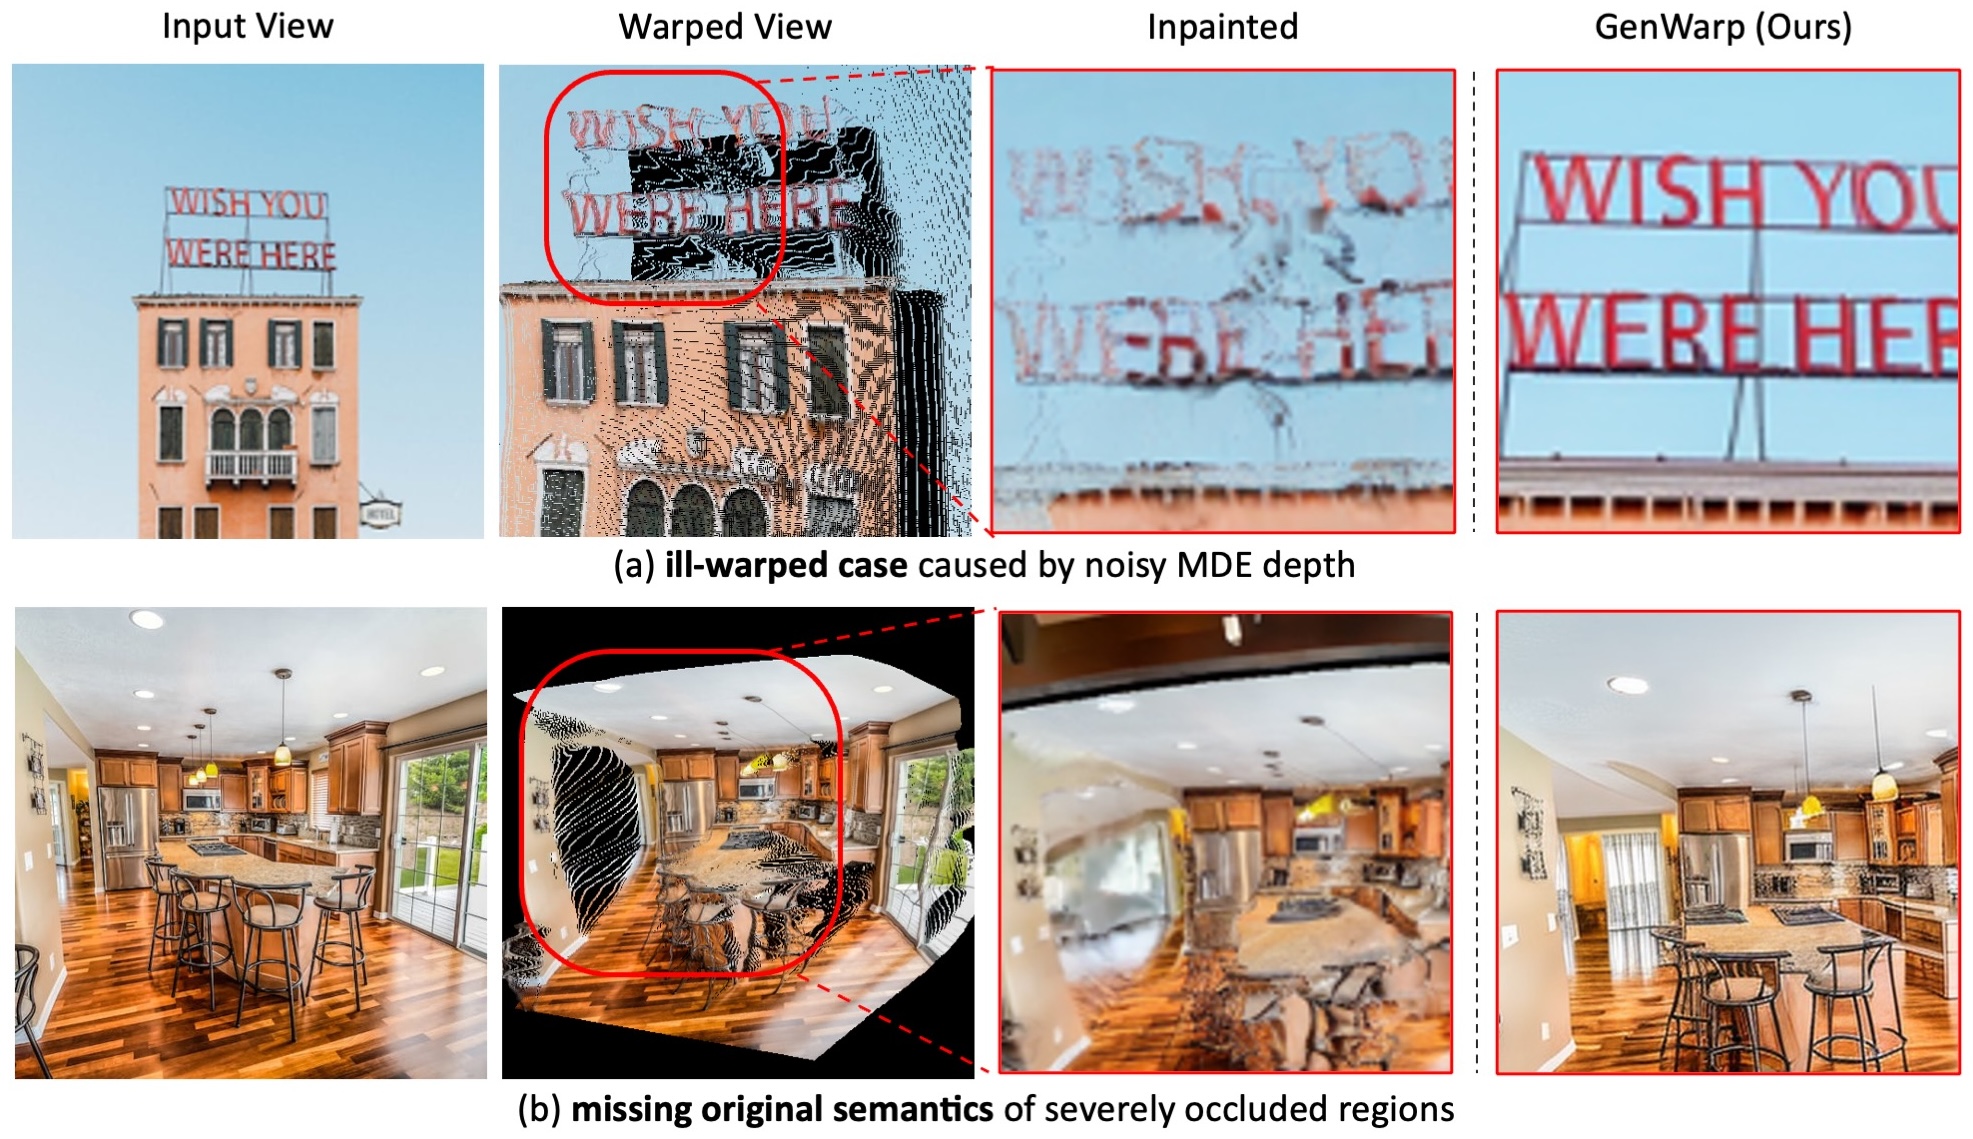 Input View
Warped View
Inpainted
GenWarp (Ours)
WISH YOU
WERE HERE
HOTEL
WISH YOU
WERE HERE
WISH YOU
WERE HER
WISH YOU
WERE HER
(a) ill-warped case caused by noisy MDE depth
(b) missing original semantics of severely occluded regions